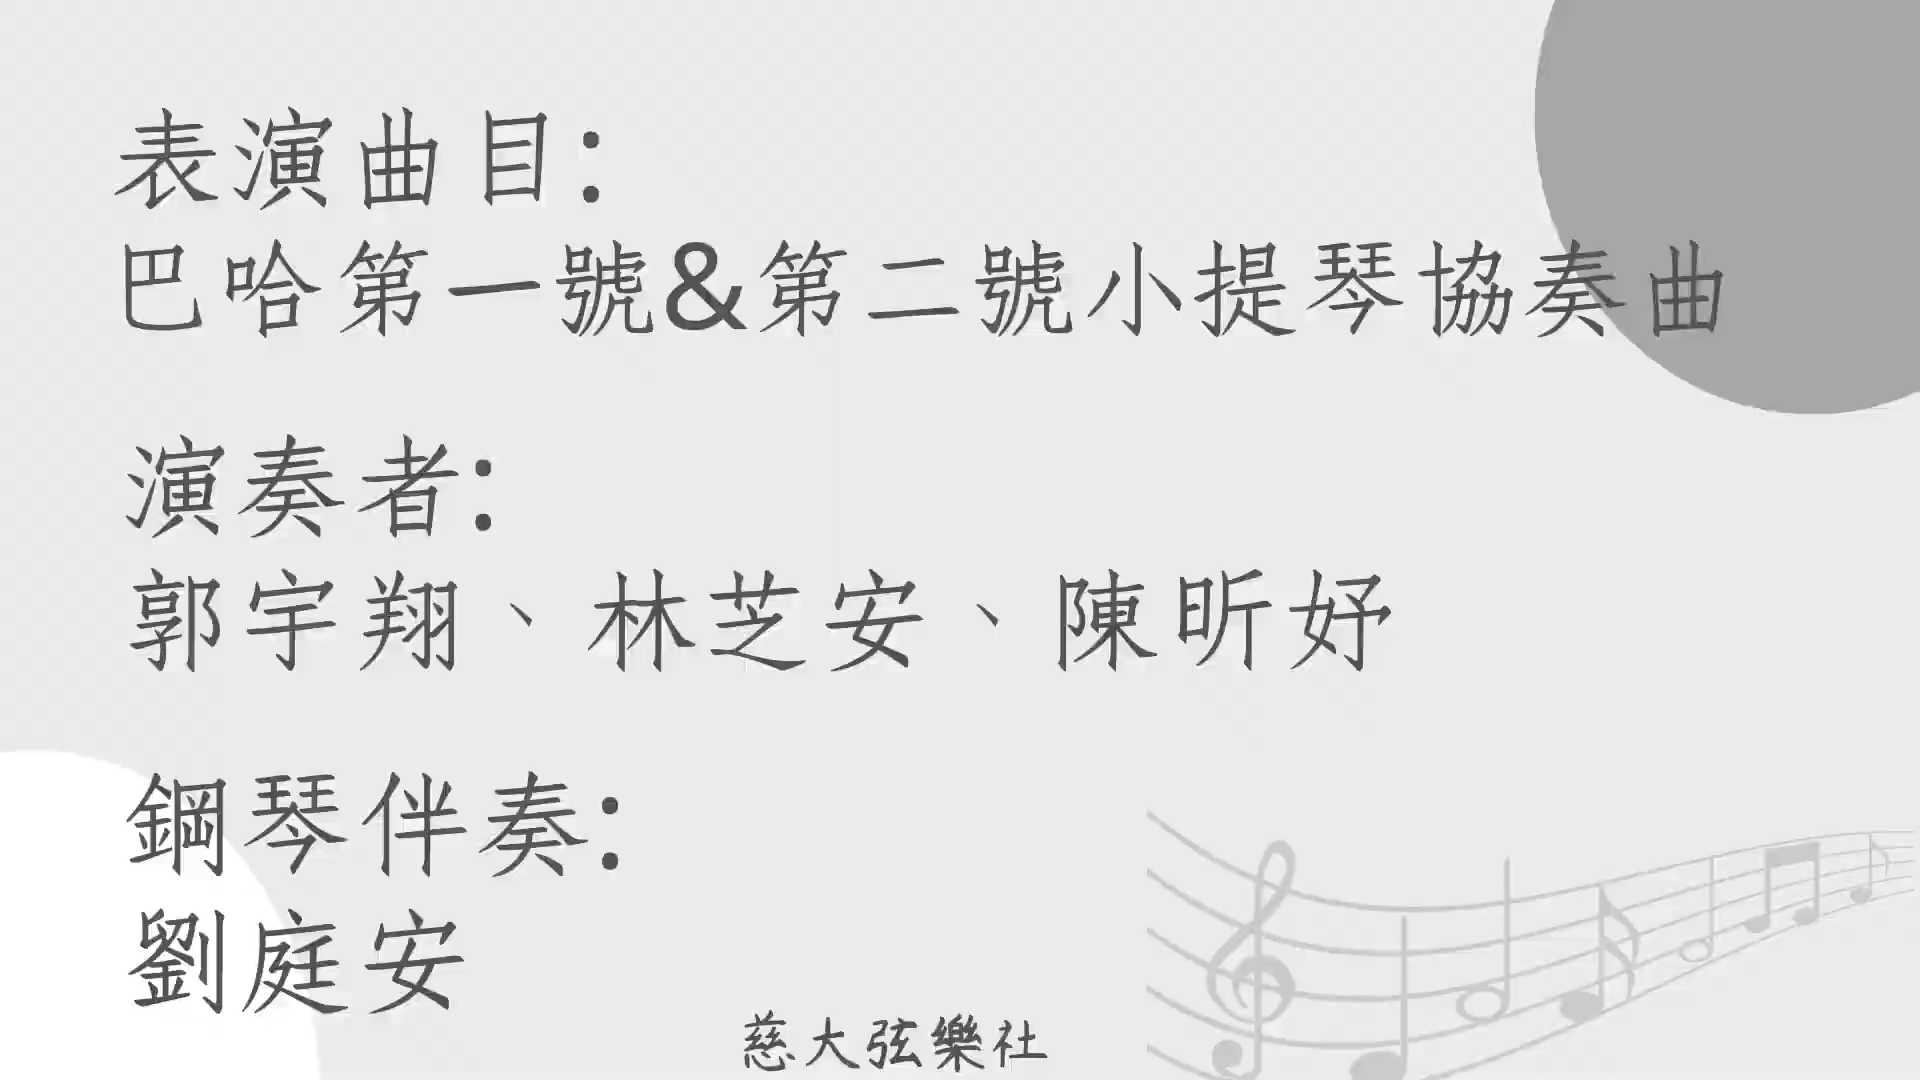 表演曲目:
巴哈第一號&第二號小提琴協奏曲
演奏者:
郭宇翔、林芝安、陳昕妤
鋼琴伴奏:
劉庭安
慈大弦樂社